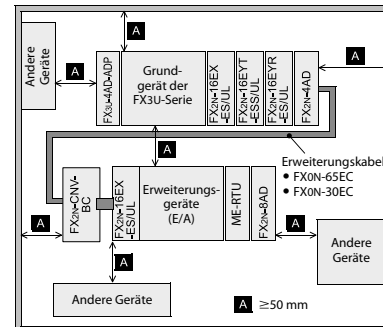 A
Andere
Geräte
A
FX3U-4AD-ADP
Grund-
gerät der
FX3U-Serie
FX2N-16EX
-ES/UL
FX2N-16EYT
-ESS/UL
FX2N-16EYR
-ES/UL
FX2N-4AD
A
A
Erweiterungskabel
• FX0N-65EC
• FX0N-30EC
A
FX2N-CNV-
BC
FX2N-16EX
-ES/UL
Erweiterungs-
geräte
(E/A)
ME-RTU
FX2N-8AD
A
Andere
Geräte
A
Andere Geräte
A ≥50 mm